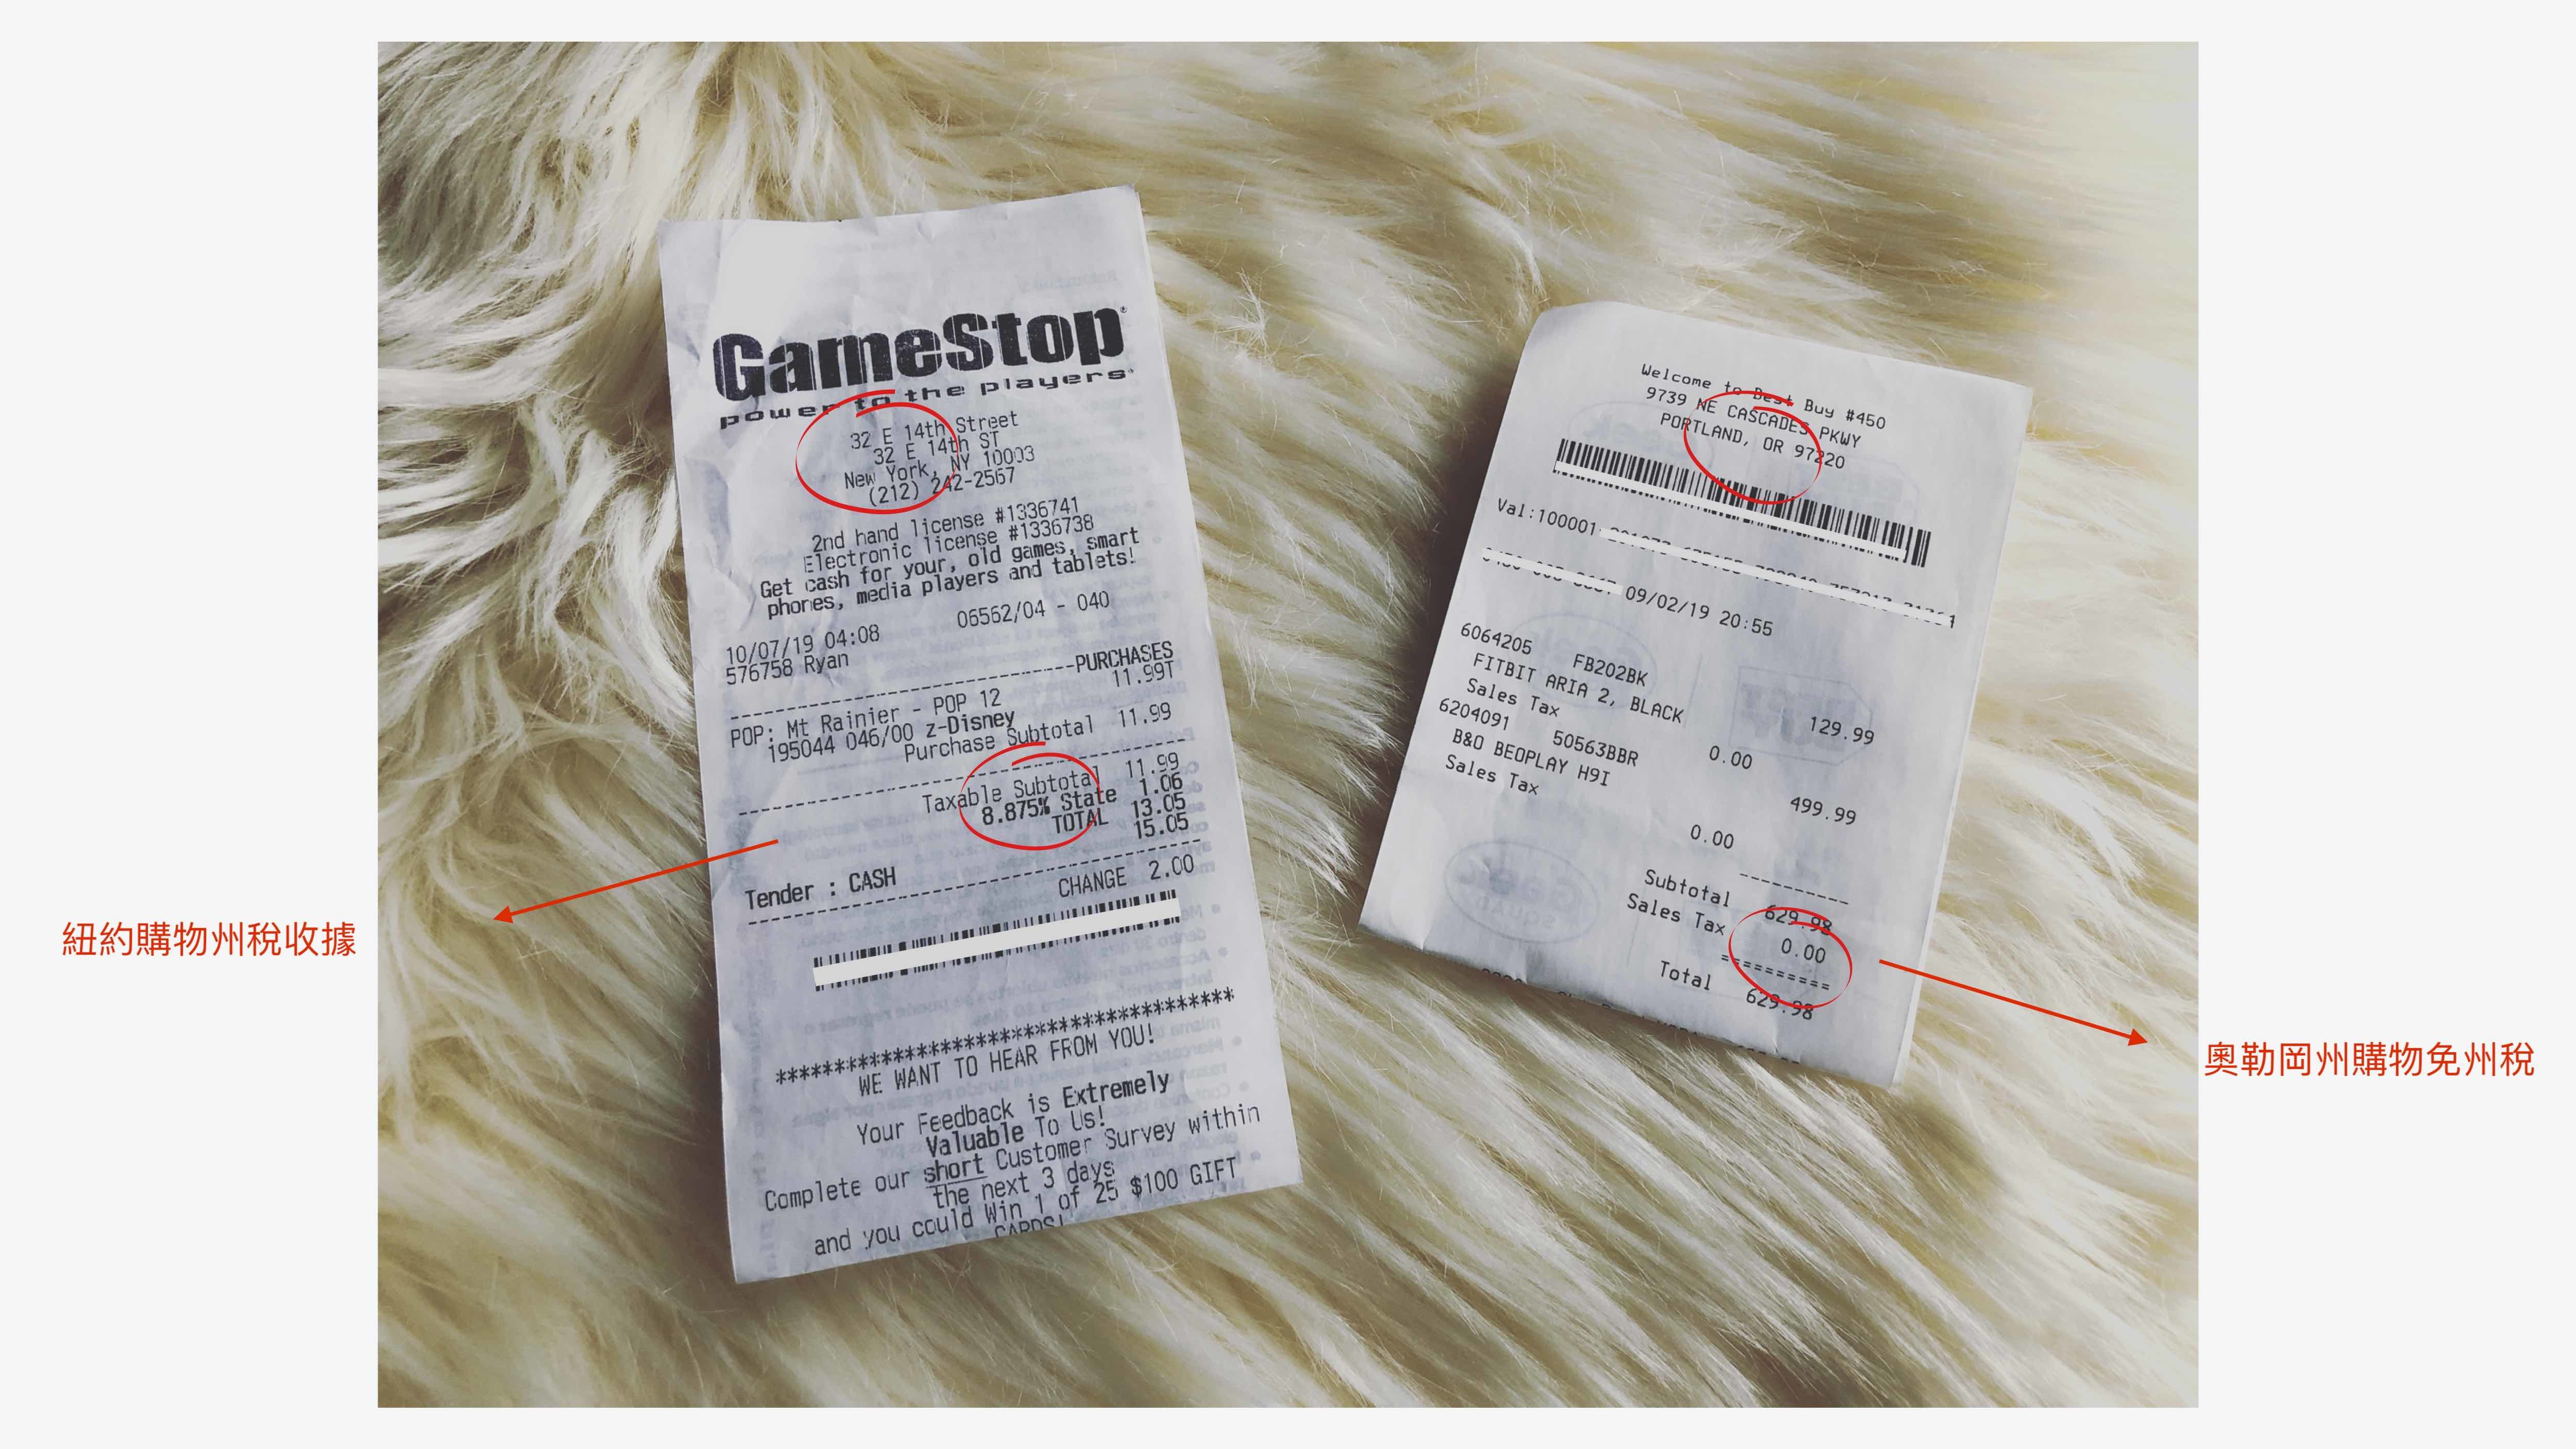 GameStop
power to the players
32 E 14th Street
32 E 14th ST
New York, NY 10003
(212) 242-2567
2nd hand license #1336741
Electronic license #1336738
Get cash for your, old games, smart
phones, media players and tablets!
10/07/19 04:08 06562/04 - 040
576758 Ryan
PURCHASES
POP: Mt Rainier - POP 12 11.99T
195044 046/00 z-Disney
Purchase Subtotal 11.99
Taxable Subtotal 11.99
8.875% State 1.06
TOTAL 13.05
15.05
Tender : CASH
CHANGE 2.00
WE WANT TO HEAR FROM YOU!
Your Feedback is Extremely
Valuable To Us!
Complete our short Customer Survey within
the next 3 days
and you could Win 1 of 25 $100 GIFT
CARDS!
紐約購物州稅收據
Welcome to Best Buy #450
9739 NE CASCADES PKWY
PORTLAND, OR 97220
Val:100001
09/02/19 20:55
6064205 FB202BK
FITBIT ARIA 2, BLACK 129.99
Sales Tax 0.00
6204091 50563BBR
B&O BEOPLAY H9I 499.99
Sales Tax 0.00
Subtotal 629.98
Sales Tax 0.00
Total 629.98
奧勒岡州購物免州稅